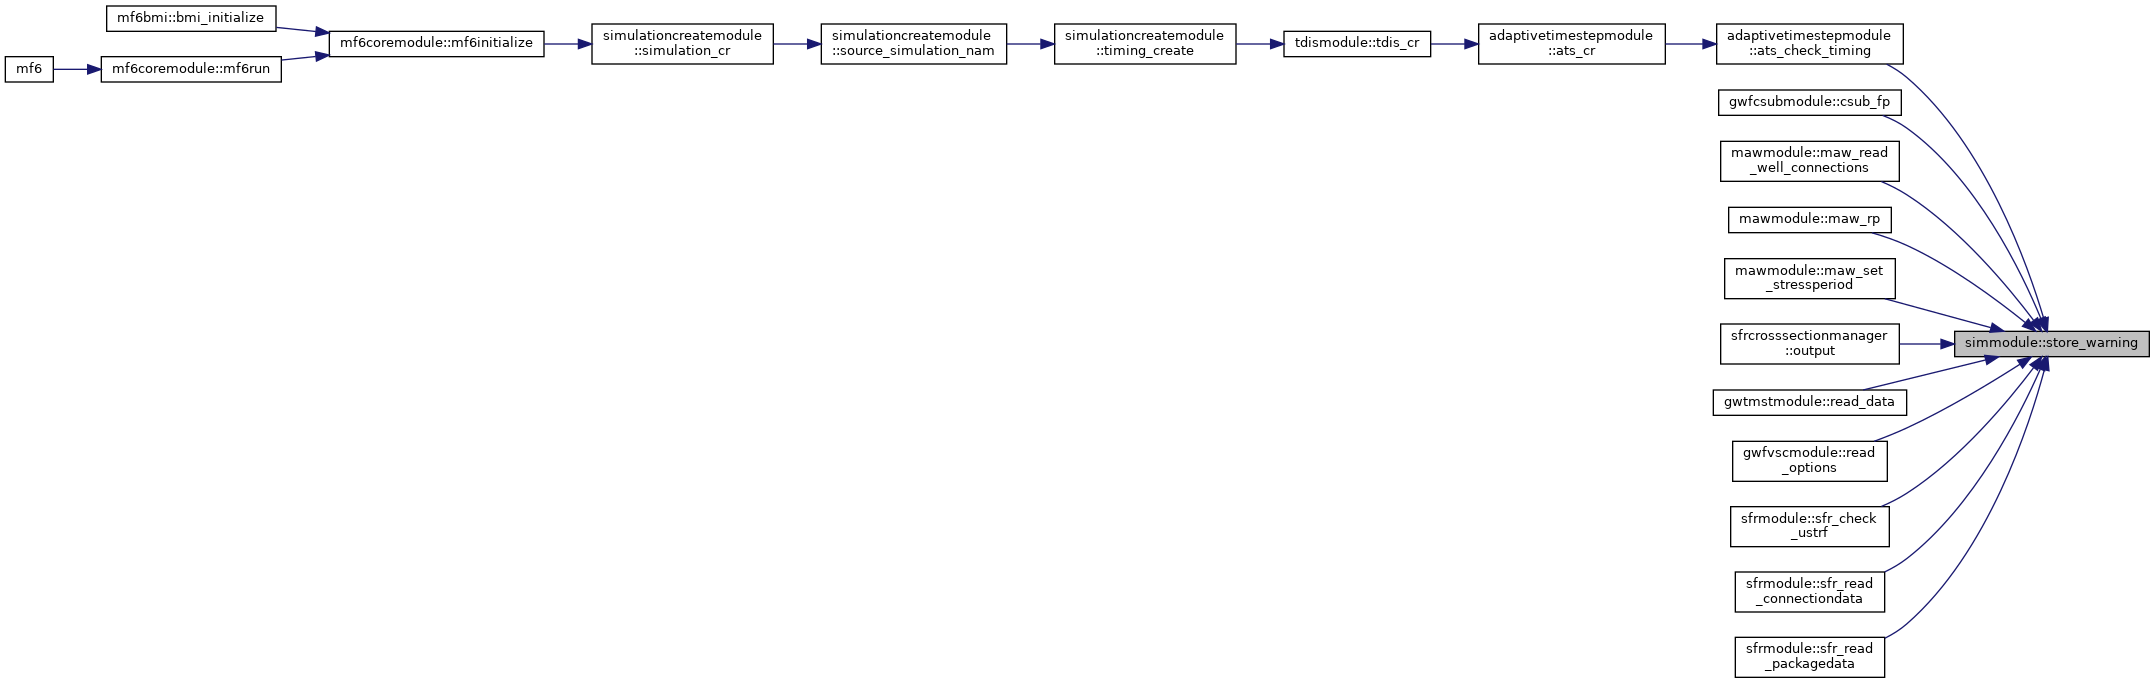 mf6bmi::bmi_initialize
mf6
mf6coremodule::mf6run
mf6coremodule::mf6initialize
simulationcreatemodule
::simulation_cr
simulationcreatemodule
::source_simulation_nam
simulationcreatemodule
::timing_create
tdismodule::tdis_cr
adaptivetimestepmodule
::ats_cr
adaptivetimestepmodule
::ats_check_timing
gwfcsubmodule::csub_fp
mawmodule::maw_read
_well_connections
mawmodule::maw_rp
mawmodule::maw_set
_stressperiod
sfrcrosssectionmanager
::output
gwtmstmodule::read_data
gwfvscmodule::read
_options
sfrmodule::sfr_check
_ustrf
sfrmodule::sfr_read
_connectiondata
sfrmodule::sfr_read
_packagedata
simmodule::store_warning